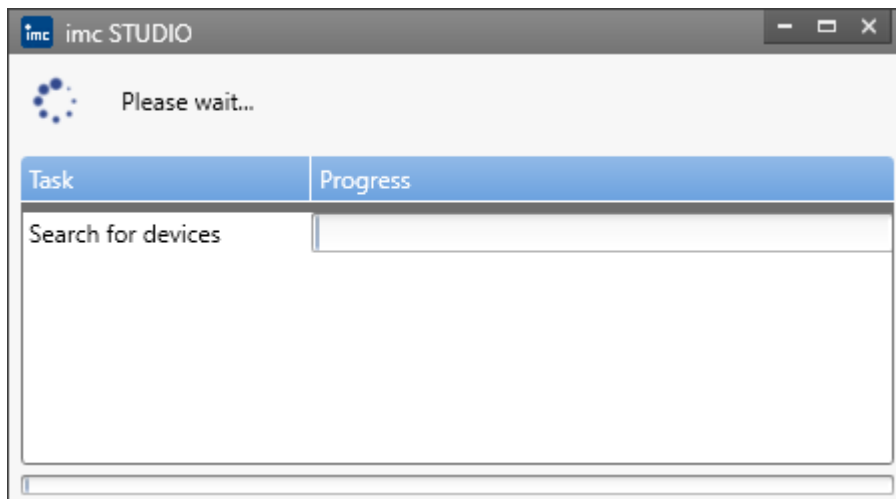 imc imc STUDIO
Please wait...
Task Progress
Search for devices